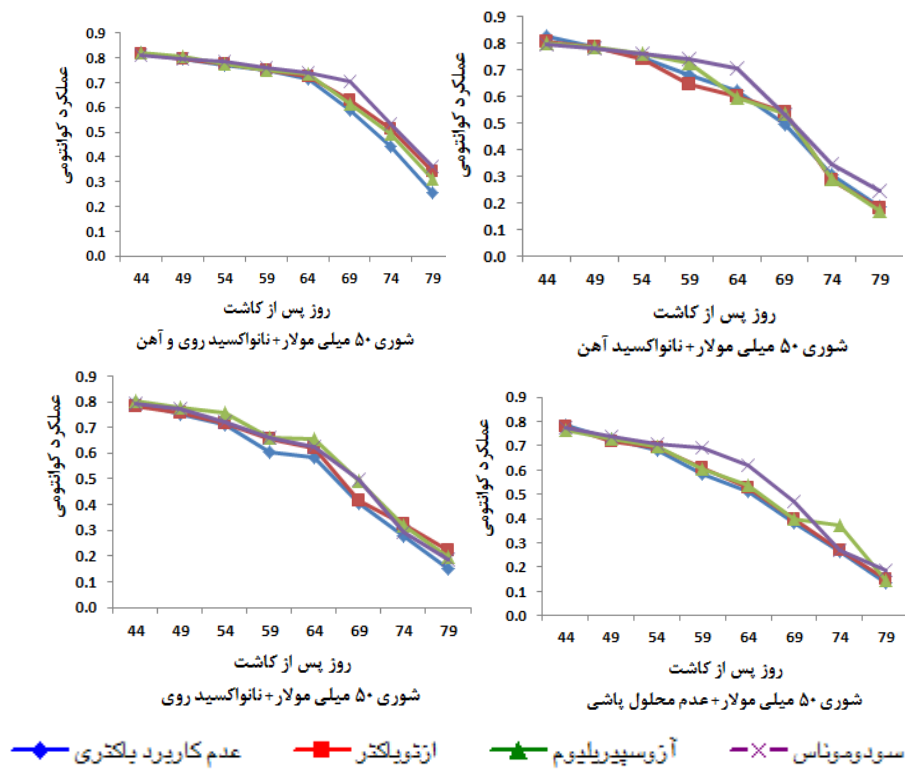 عملکرد کوانتومی
0.9
0.8
0.7
0.6
0.5
0.4
0.3
0.2
0.1
0.0
44 49 54 59 64 69 74 79
روز پس از کاشت
شوری ۵۰ میلی مولار+ نانواکسید روی و آهن
عملکرد کوانتومی
0.9
0.8
0.7
0.6
0.5
0.4
0.3
0.2
0.1
0.0
44 49 54 59 64 69 74 79
روز پس از کاشت
شوری ۵۰ میلی مولار+ نانواکسید آهن
عملکرد کوانتومی
0.9
0.8
0.7
0.6
0.5
0.4
0.3
0.2
0.1
0.0
44 49 54 59 64 69 74 79
روز پس از کاشت
شوری ۵۰ میلی مولار+ نانواکسید روی
عملکرد کوانتومی
0.9
0.8
0.7
0.6
0.5
0.4
0.3
0.2
0.1
0.0
44 49 54 59 64 69 74 79
روز پس از کاشت
شوری ۵۰ میلی مولار+ عدم محلول پاشی
عدم کاربرد باکتری ازتوباکتر آزوسپیریلیوم سودوموناس